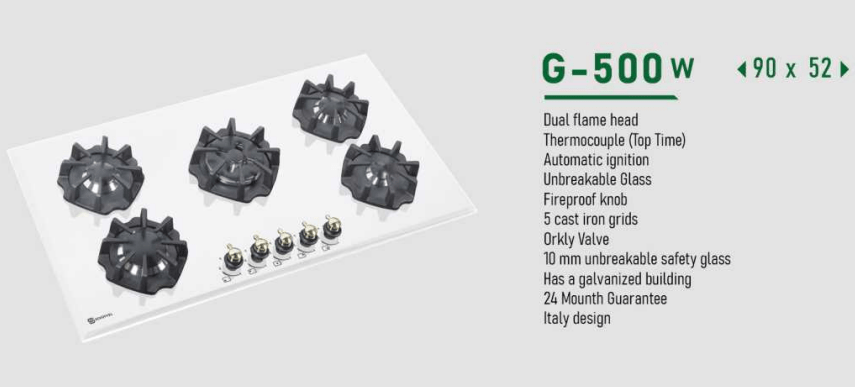 G-500 W
◀90 x 52▶
Dual flame head
Thermocouple (Top Time)
Automatic ignition
Unbreakable Glass
Fireproof knob
5 cast iron grids
Orkly Valve
10 mm unbreakable safety glass
Has a galvanized building
24 Mounth Guarantee
Italy design